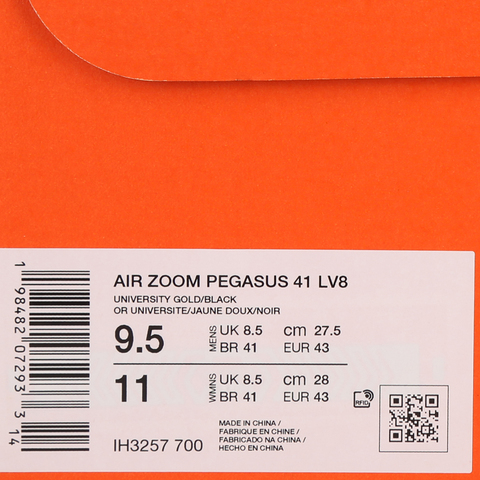 AIR ZOOM PEGASUS 41 LV8
UNIVERSITY GOLD/BLACK
OR UNIVERSITE/JAUNE DOUX/NOIR
9.5 MENS UK 8.5 cm 27.5
BR 41 EUR 43
11 WMNS UK 8.5 cm 28
BR 41 EUR 43
RFID
IH3257 700
MADE IN CHINA /
FABRIQUE EN CHINE /
FABRICADO NA CHINA /
HECHO EN CHINA
1 98482 07293 3 14